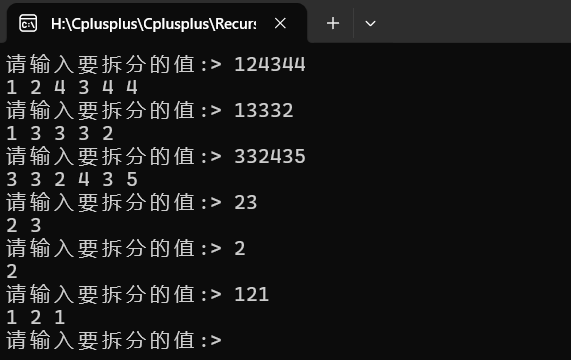 H:\Cplusplus\Cplusplus\Recurs
请输入要拆分的值:> 124344
1 2 4 3 4 4
请输入要拆分的值:> 13332
1 3 3 3 2
请输入要拆分的值:> 332435
3 3 2 4 3 5
请输入要拆分的值:> 23
2 3
请输入要拆分的值:> 2
2
请输入要拆分的值:> 121
1 2 1
请输入要拆分的值:>